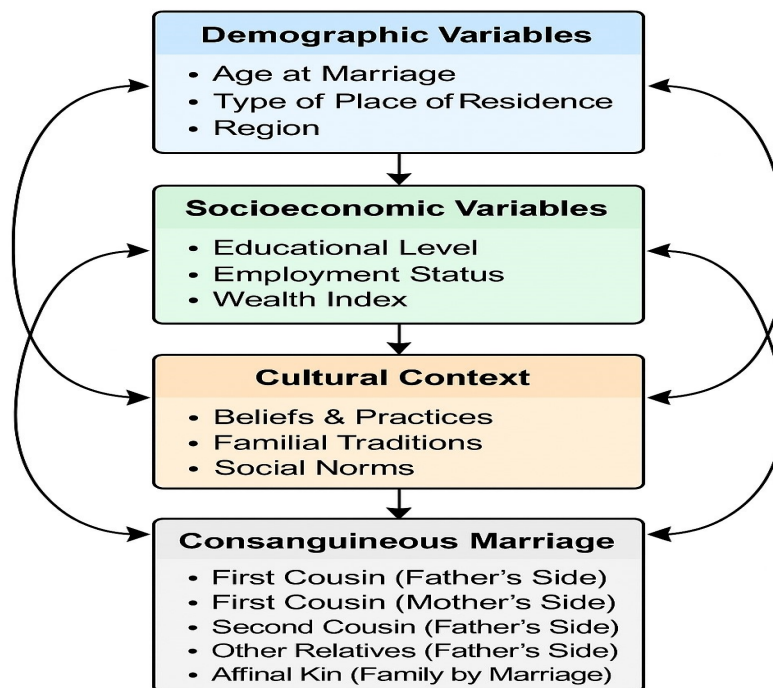 Demographic Variables
• Age at Marriage
• Type of Place of Residence
• Region
Socioeconomic Variables
• Educational Level
• Employment Status
• Wealth Index
Cultural Context
• Beliefs & Practices
• Familial Traditions
• Social Norms
Consanguineous Marriage
• First Cousin (Father's Side)
• First Cousin (Mother's Side)
• Second Cousin (Father's Side)
• Other Relatives (Father's Side)
• Affinal Kin (Family by Marriage)